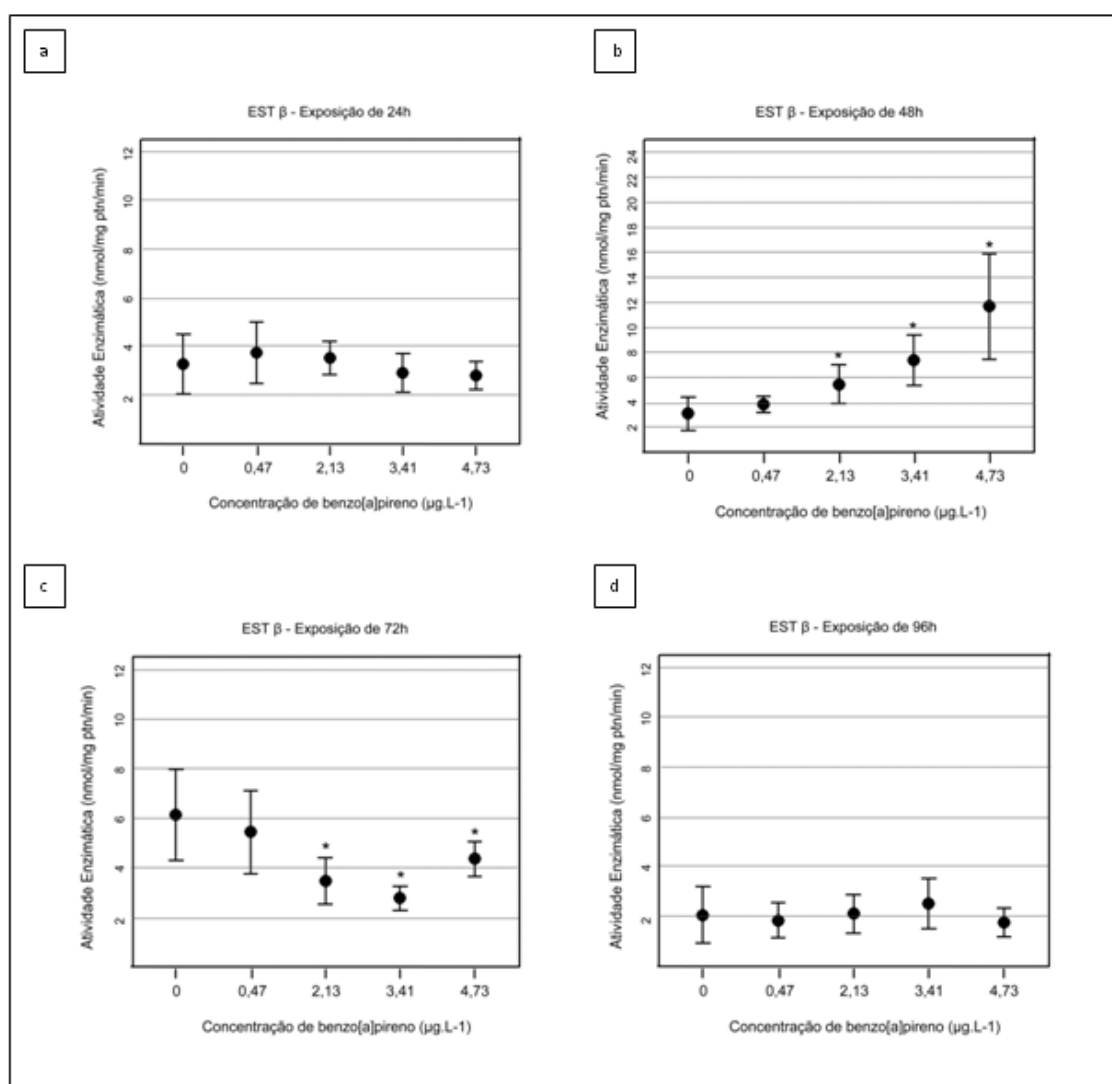 a
EST β - Exposição de 24h
Atividade Enzimática (nmol/mg ptn/min)
12
10
8
6
4
2
0 0,47 2,13 3,41 4,73
Concentração de benzo[a]pireno (µg.L-1)
b
EST β - Exposição de 48h
Atividade Enzimática (nmol/mg ptn/min)
24
22
20
18
16
14
12
10
8
6
4
2
*
*
*
0 0,47 2,13 3,41 4,73
Concentração de benzo[a]pireno (µg.L-1)
c
EST β - Exposição de 72h
Atividade Enzimática (nmol/mg ptn/min)
12
10
8
6
4
2
* * *
0 0,47 2,13 3,41 4,73
Concentração de benzo[a]pireno (µg.L-1)
d
EST β - Exposição de 96h
Atividade Enzimática (nmol/mg ptn/min)
12
10
8
6
4
2
0 0,47 2,13 3,41 4,73
Concentração de benzo[a]pireno (µg.L-1)